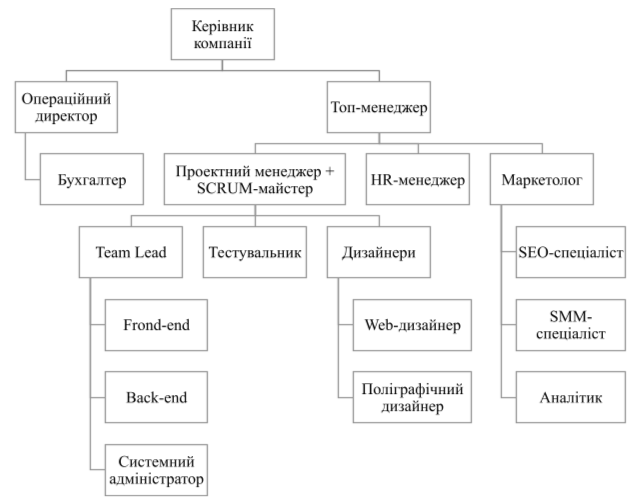 Керівник
компанії
Операційний
директор
Топ-менеджер
Бухгалтер
Проектний менеджер +
SCRUM-майстер
HR-менеджер
Маркетолог
Team Lead
Тестувальник
Дизайнери
SEO-спеціаліст
Frond-end
Web-дизайнер
SMM-
спеціаліст
Back-end
Поліграфічний
дизайнер
Аналітик
Системний
адміністратор